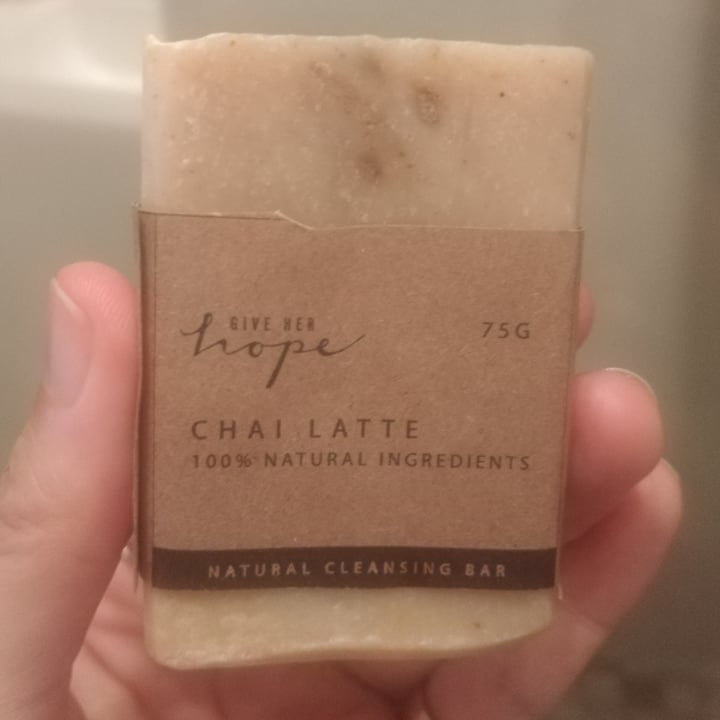 GIVE HER
hope
75G
CHAI LATTE
100% NATURAL INGREDIENTS
NATURAL CLEANSING BAR